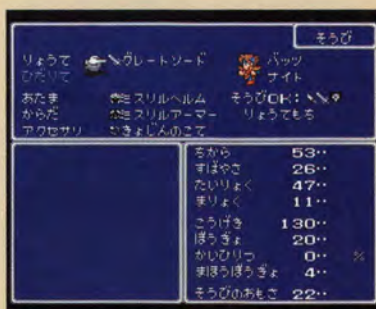 そうび
りょうて グレートソード バッツ
ひだりて ナイト
あたま ミスリルヘルム そうびOK:
からだ ミスリルアーマー りょうてもち
アクセサリ きょじんのこて
ちから 53‥
すばやさ 26‥
たいりょく 47‥
まりょく 11‥
こうげき 130‥
ぼうぎょ 20‥
かいひりつ 0‥ %
まほうぼうぎょ 4‥
そうびのおもさ 22‥